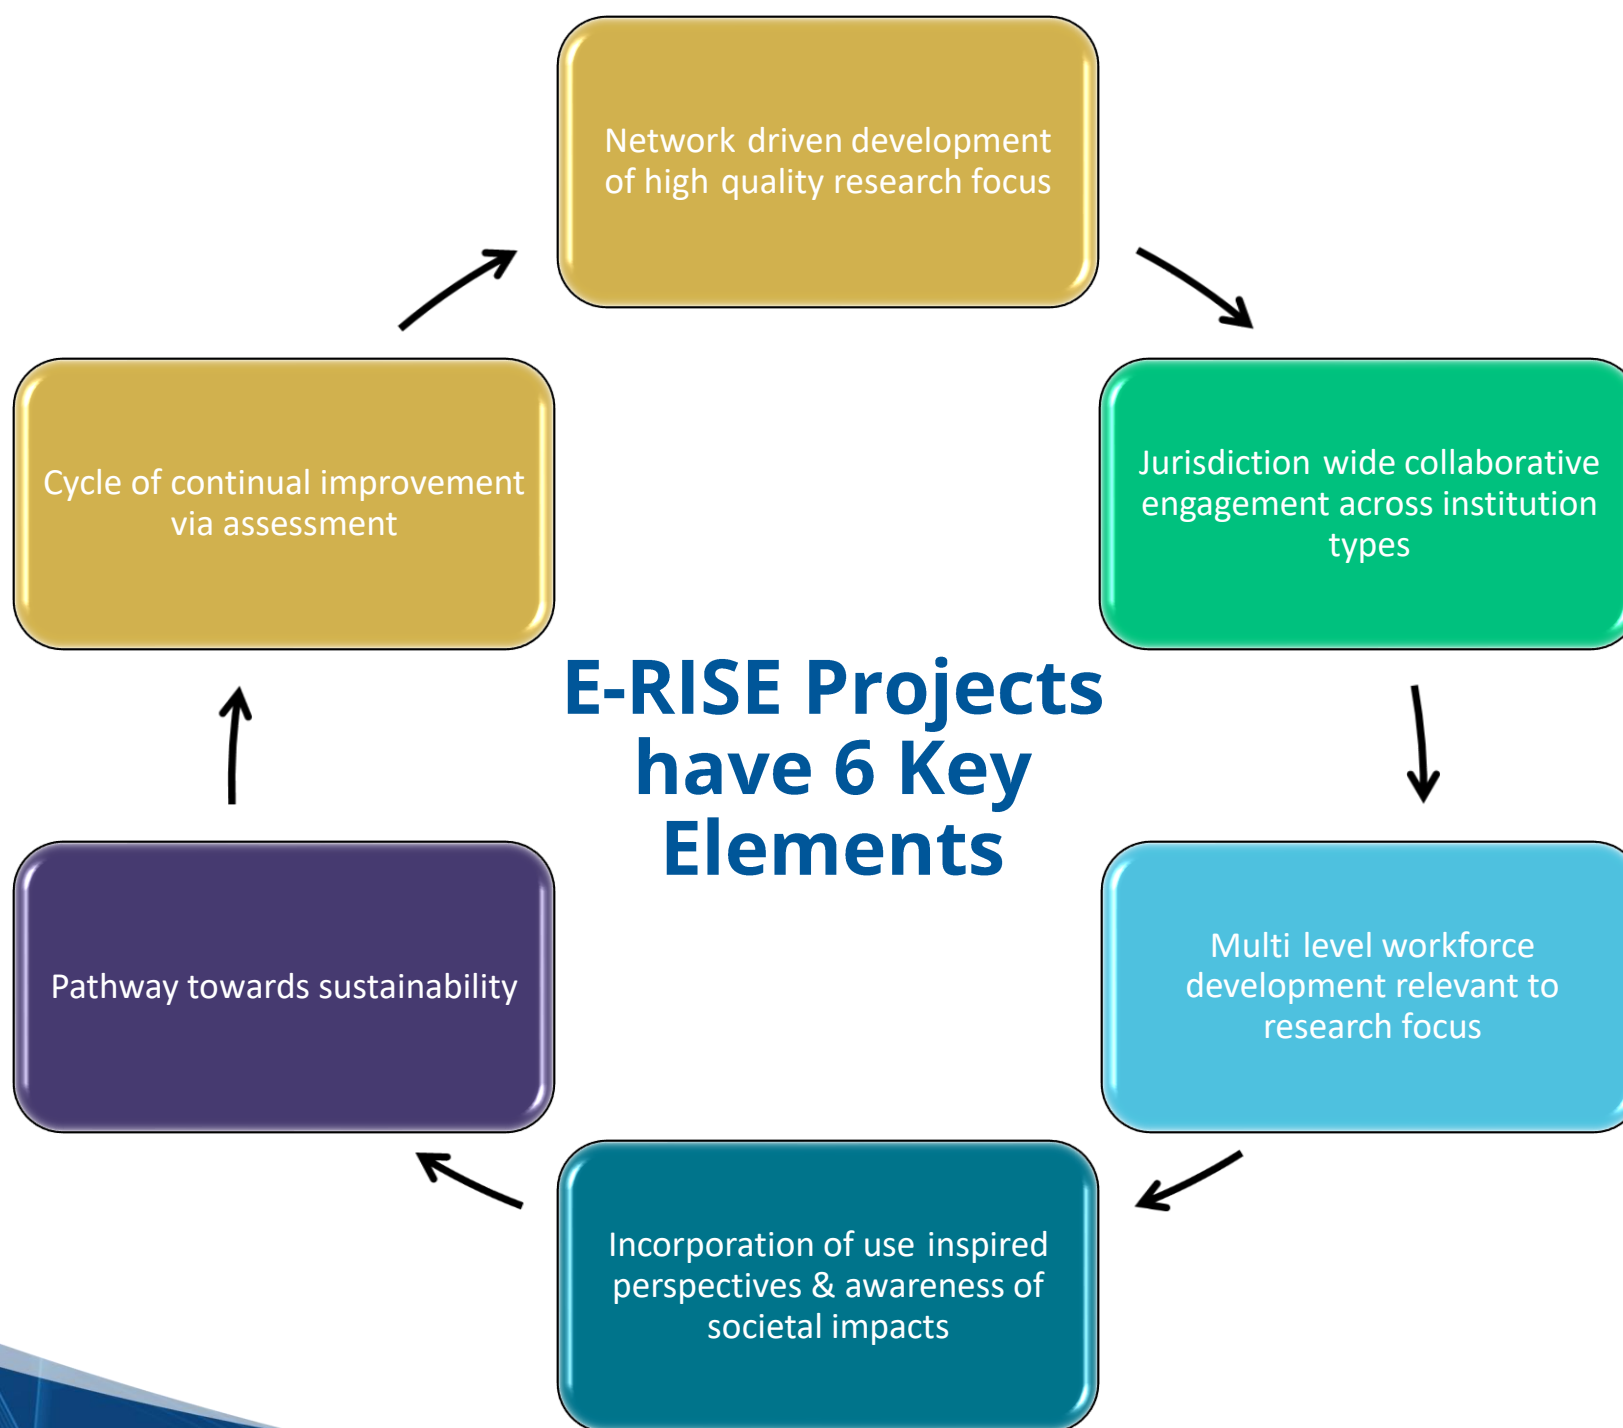 Network driven development
of high quality research focus
Jurisdiction wide collaborative
engagement across institution
types
Multi level workforce
development relevant to
research focus
Incorporation of use inspired
perspectives & awareness of
societal impacts
Pathway towards sustainability
Cycle of continual improvement
via assessment
E-RISE Projects
have 6 Key
Elements